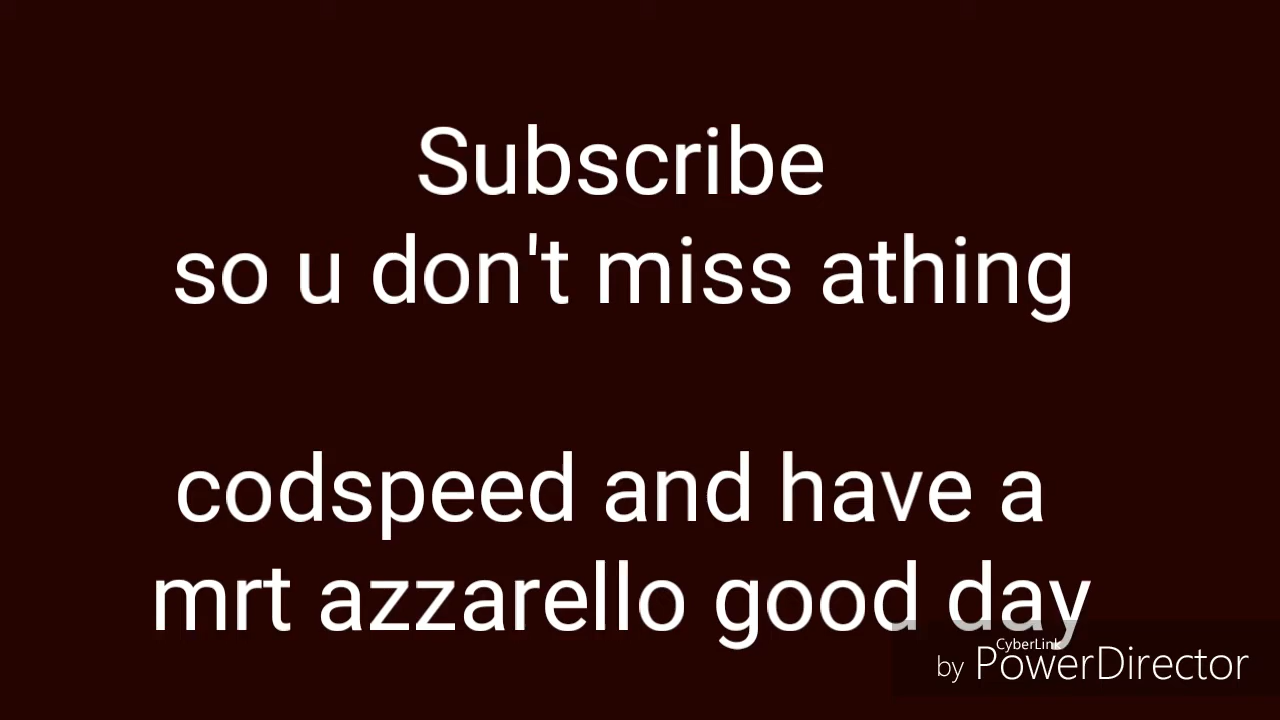 Subscribe
so u don't miss athing
codspeed and have a
mrt azzarello good day
CyberLink
by PowerDirector